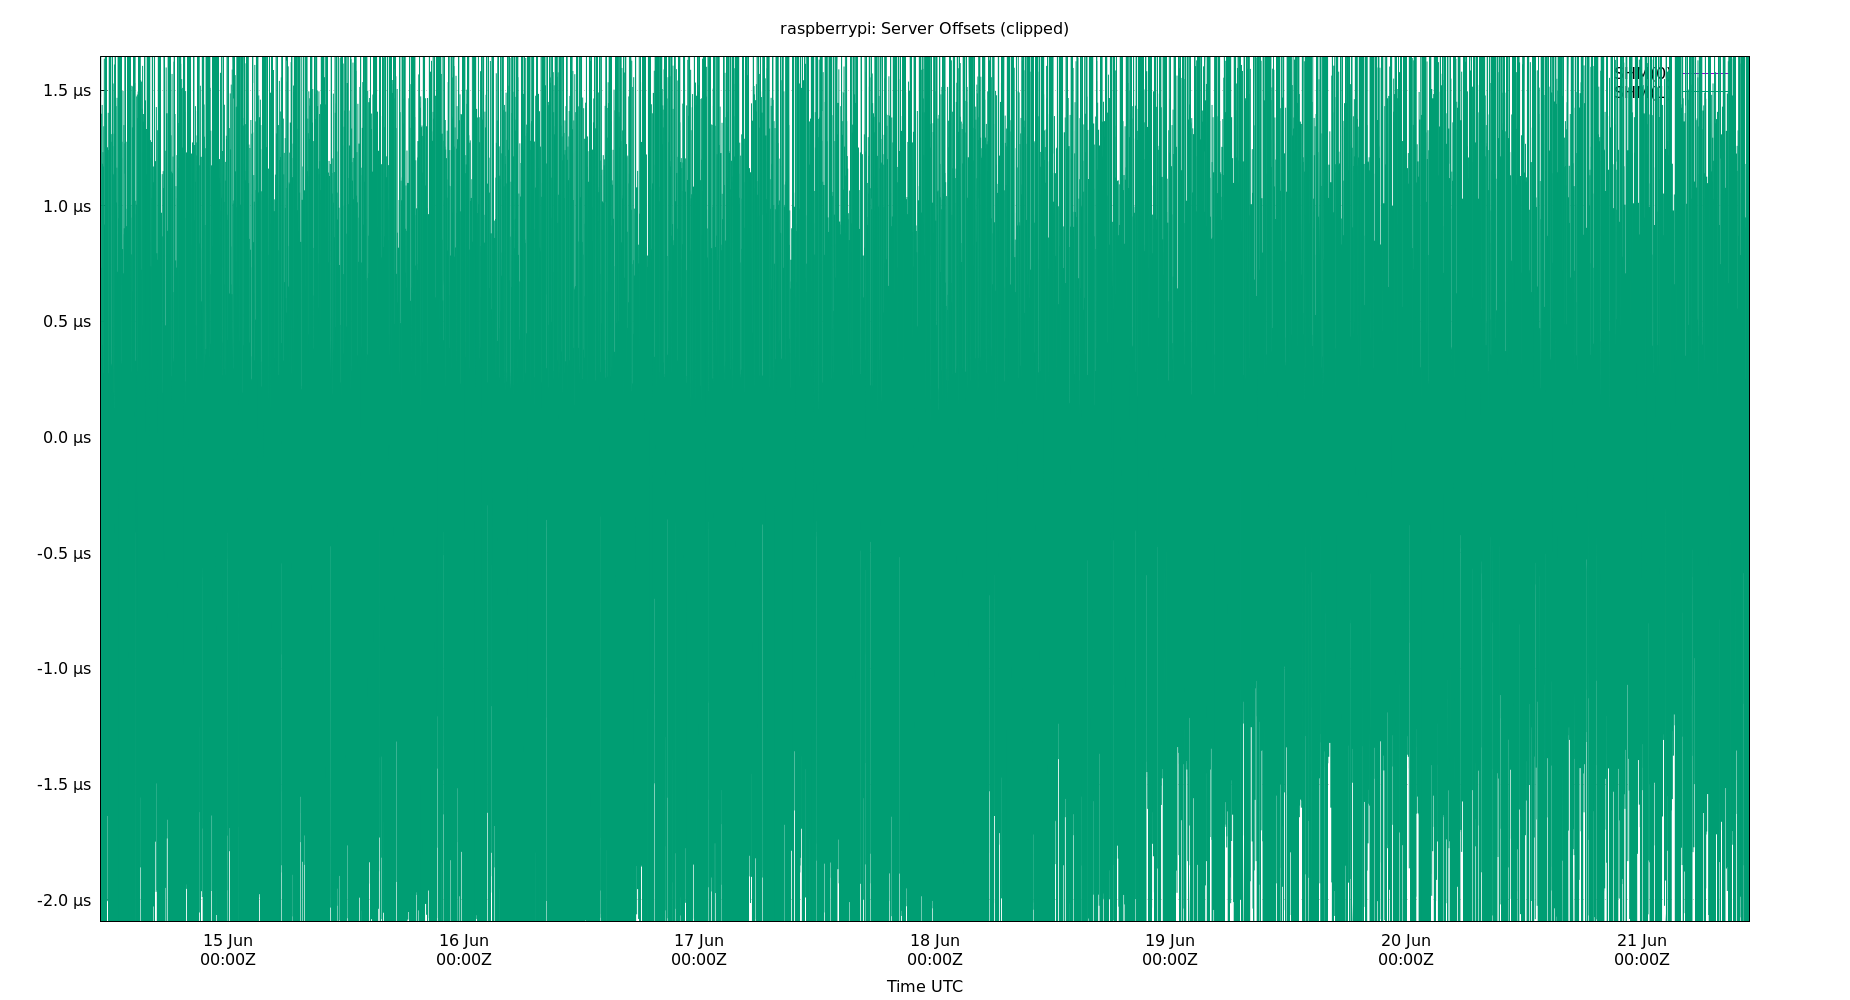 raspberrypi: Server Offsets (clipped)
SHM(0)
1.5 µs
1.0 µs
0.5 µs
0.0 µs
-0.5 µs
-1.0 µs
-1.5 µs
-2.0 µs
15 Jun 16 Jun 17 Jun 18 Jun 19 Jun 20 Jun 21 Jun
00:00Z 00:00Z 00:00Z 00:00Z 00:00Z 00:00Z 00:00Z
Time UTC